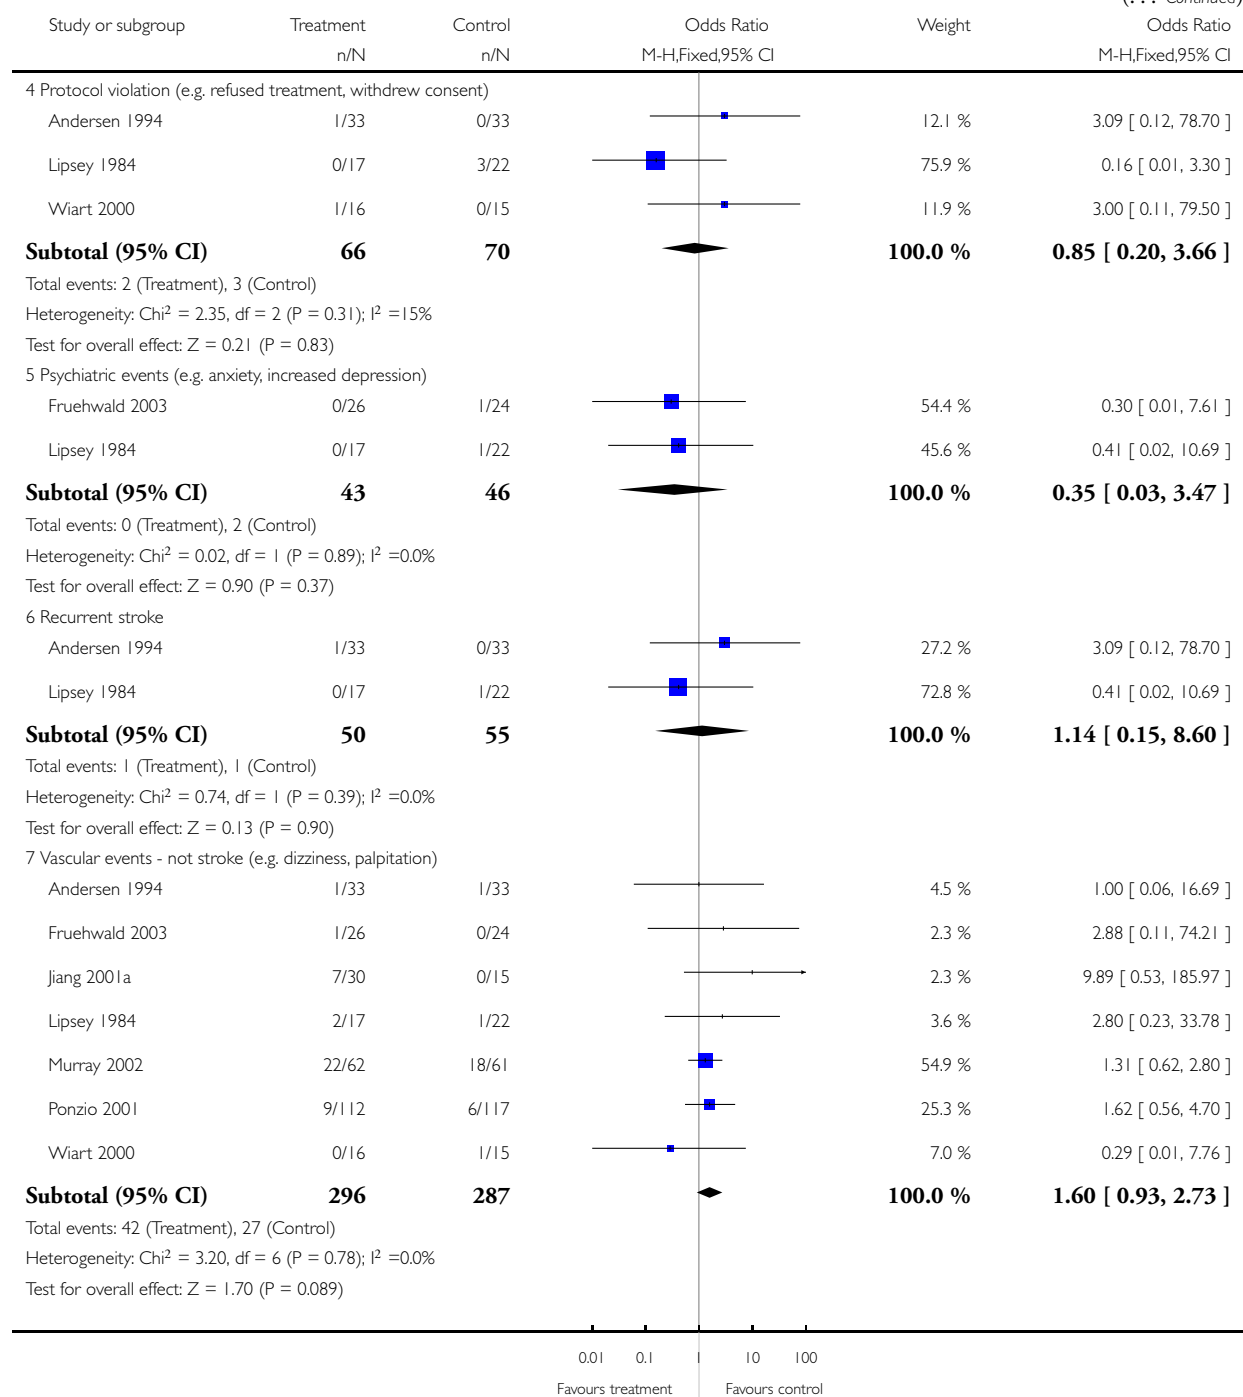 (... Continued)
Study or subgroup Treatment Control Odds Ratio Weight Odds Ratio
n/N n/N M-H,Fixed,95% CI M-H,Fixed,95% CI
4 Protocol violation (e.g. refused treatment, withdrew consent)
Andersen 1994 1/33 0/33 12.1 % 3.09 [ 0.12, 78.70 ]
Lipsey 1984 0/17 3/22 75.9 % 0.16 [ 0.01, 3.30 ]
Wiart 2000 1/16 0/15 11.9 % 3.00 [ 0.11, 79.50 ]
Subtotal (95% CI) 66 70 100.0 % 0.85 [ 0.20, 3.66 ]
Total events: 2 (Treatment), 3 (Control)
Heterogeneity: Chi² = 2.35, df = 2 (P = 0.31); I² =15%
Test for overall effect: Z = 0.21 (P = 0.83)
5 Psychiatric events (e.g. anxiety, increased depression)
Fruehwald 2003 0/26 1/24 54.4 % 0.30 [ 0.01, 7.61 ]
Lipsey 1984 0/17 1/22 45.6 % 0.41 [ 0.02, 10.69 ]
Subtotal (95% CI) 43 46 100.0 % 0.35 [ 0.03, 3.47 ]
Total events: 0 (Treatment), 2 (Control)
Heterogeneity: Chi² = 0.02, df = 1 (P = 0.89); I² =0.0%
Test for overall effect: Z = 0.90 (P = 0.37)
6 Recurrent stroke
Andersen 1994 1/33 0/33 27.2 % 3.09 [ 0.12, 78.70 ]
Lipsey 1984 0/17 1/22 72.8 % 0.41 [ 0.02, 10.69 ]
Subtotal (95% CI) 50 55 100.0 % 1.14 [ 0.15, 8.60 ]
Total events: 1 (Treatment), 1 (Control)
Heterogeneity: Chi² = 0.74, df = 1 (P = 0.39); I² =0.0%
Test for overall effect: Z = 0.13 (P = 0.90)
7 Vascular events - not stroke (e.g. dizziness, palpitation)
Andersen 1994 1/33 1/33 4.5 % 1.00 [ 0.06, 16.69 ]
Fruehwald 2003 1/26 0/24 2.3 % 2.88 [ 0.11, 74.21 ]
Jiang 2001a 7/30 0/15 2.3 % 9.89 [ 0.53, 185.97 ]
Lipsey 1984 2/17 1/22 3.6 % 2.80 [ 0.23, 33.78 ]
Murray 2002 22/62 18/61 54.9 % 1.31 [ 0.62, 2.80 ]
Ponzio 2001 9/112 6/117 25.3 % 1.62 [ 0.56, 4.70 ]
Wiart 2000 0/16 1/15 7.0 % 0.29 [ 0.01, 7.76 ]
Subtotal (95% CI) 296 287 100.0 % 1.60 [ 0.93, 2.73 ]
Total events: 42 (Treatment), 27 (Control)
Heterogeneity: Chi² = 3.20, df = 6 (P = 0.78); I² =0.0%
Test for overall effect: Z = 1.70 (P = 0.089)
0.01 0.1 1 10 100
Favours treatment Favours control